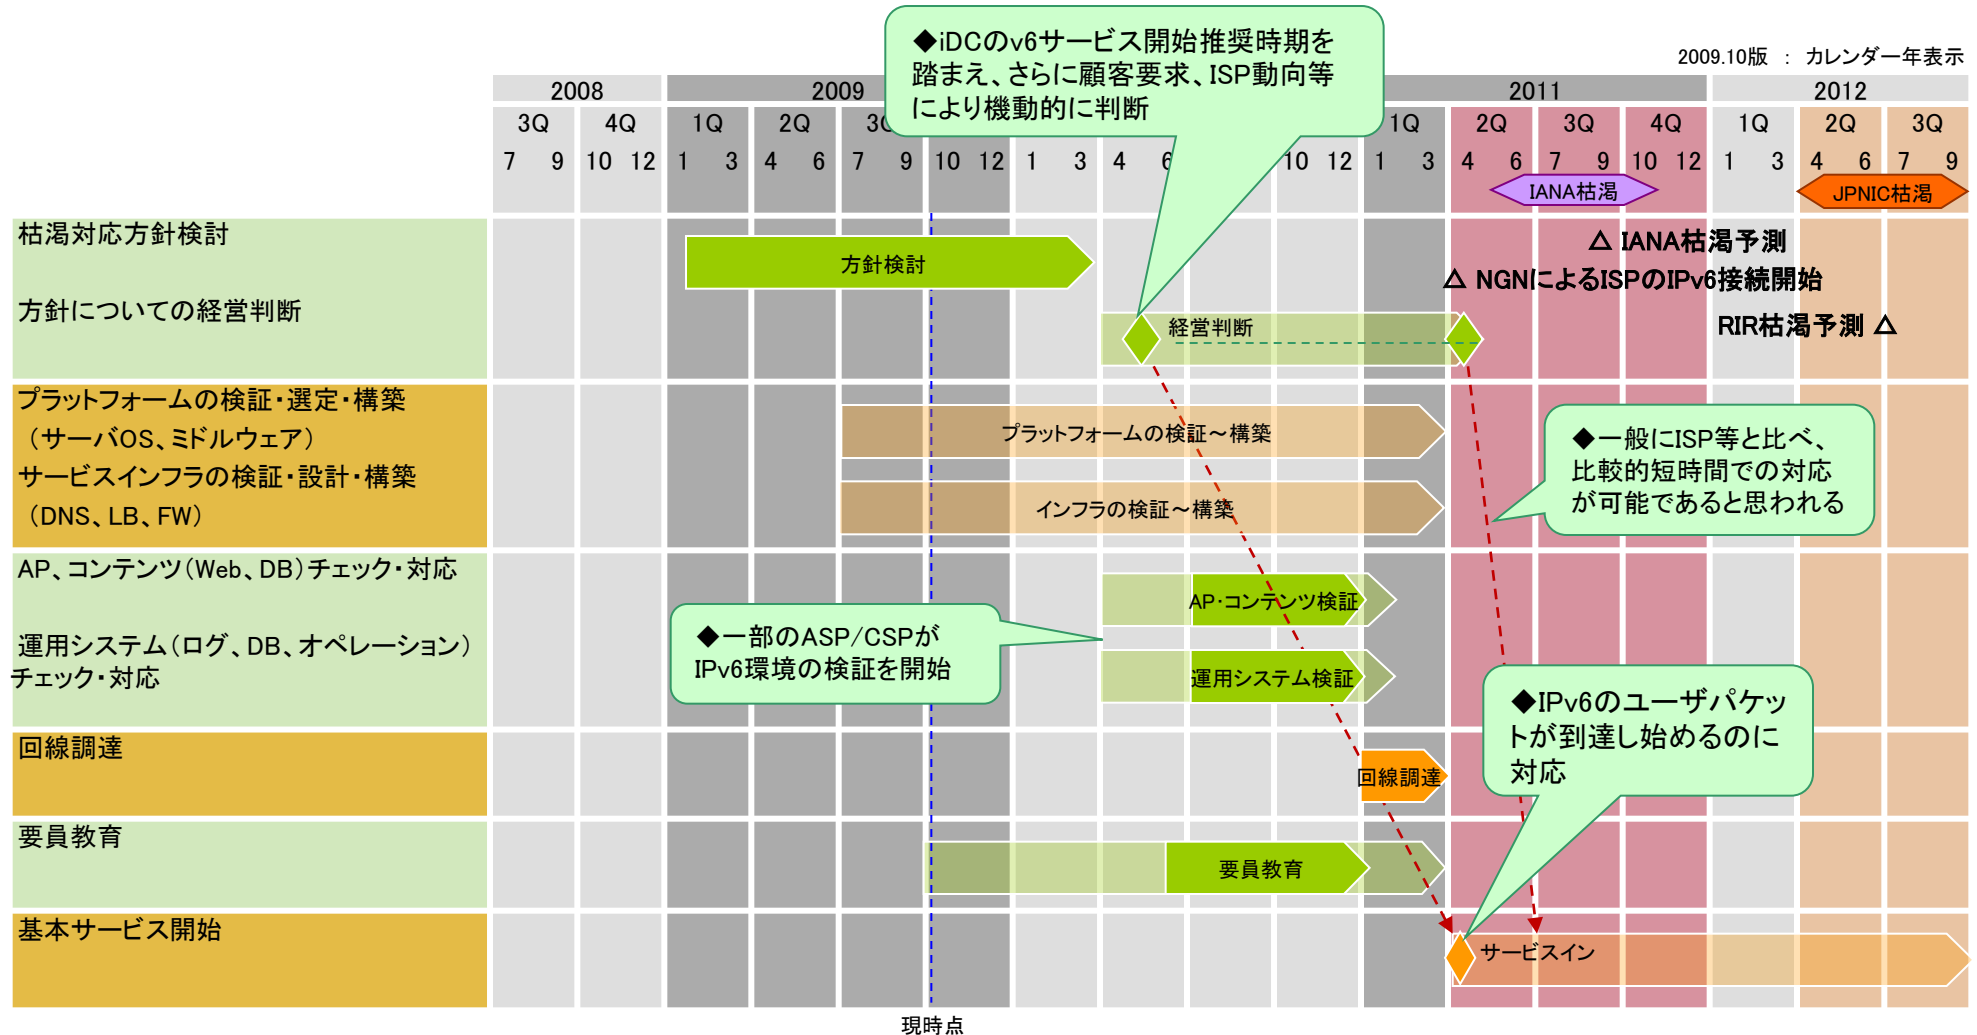 2009.10版 : カレンダー年表示
◆iDCのv6サービス開始推奨時期を
踏まえ、さらに顧客要求、ISP動向等
により機動的に判断
2008 2009 2011 2012
3Q 4Q 1Q 2Q 1Q 2Q 3Q 4Q 1Q 2Q 3Q
7 9 10 12 1 3 4 6 7 9 10 12 1 3 4 10 12 1 3 4 6 7 9 10 12 1 3 4 6 7 9
IANA枯渇 JPNIC枯渇
枯渇対応方針検討
方針検討
△ IANA枯渇予測
△ NGNによるISPのIPv6接続開始
方針についての経営判断
経営判断
RIR枯渇予測 △
プラットフォームの検証・選定・構築
（サーバOS、ミドルウェア）
プラットフォームの検証～構築
サービスインフラの検証・設計・構築
（DNS、LB、FW）
インフラの検証～構築
◆一般にISP等と比べ、
比較的短時間での対応
が可能であると思われる
AP、コンテンツ（Web、DB）チェック・対応
AP・コンテンツ検証
運用システム（ログ、DB、オペレーション）
チェック・対応
◆一部のASP/CSPが
IPv6環境の検証を開始
運用システム検証
◆IPv6のユーザパケッ
トが到達し始めるのに
対応
回線調達
回線調達
要員教育
要員教育
基本サービス開始
サービスイン
現時点